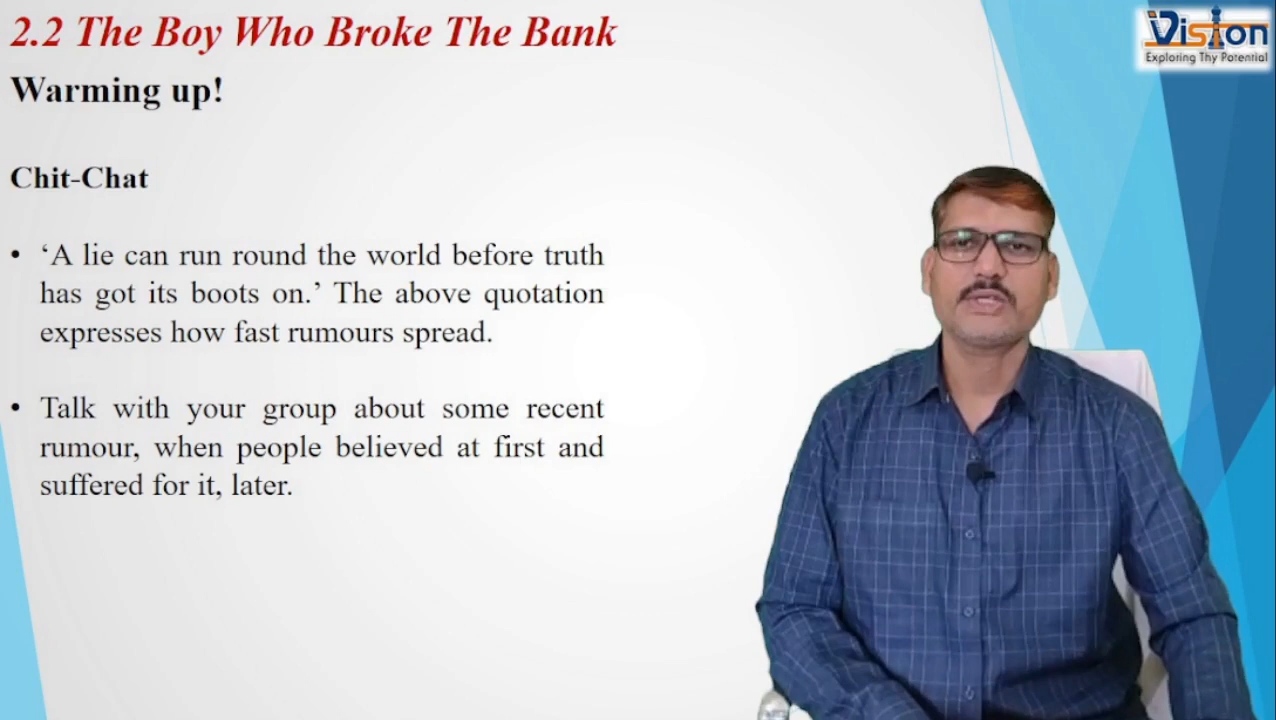 2.2 The Boy Who Broke The Bank
Vision
Exploring Thy Potential
Warming up!
Chit-Chat
• ‘A lie can run round the world before truth
has got its boots on.’ The above quotation
expresses how fast rumours spread.
• Talk with your group about some recent
rumour, when people believed at first and
suffered for it, later.